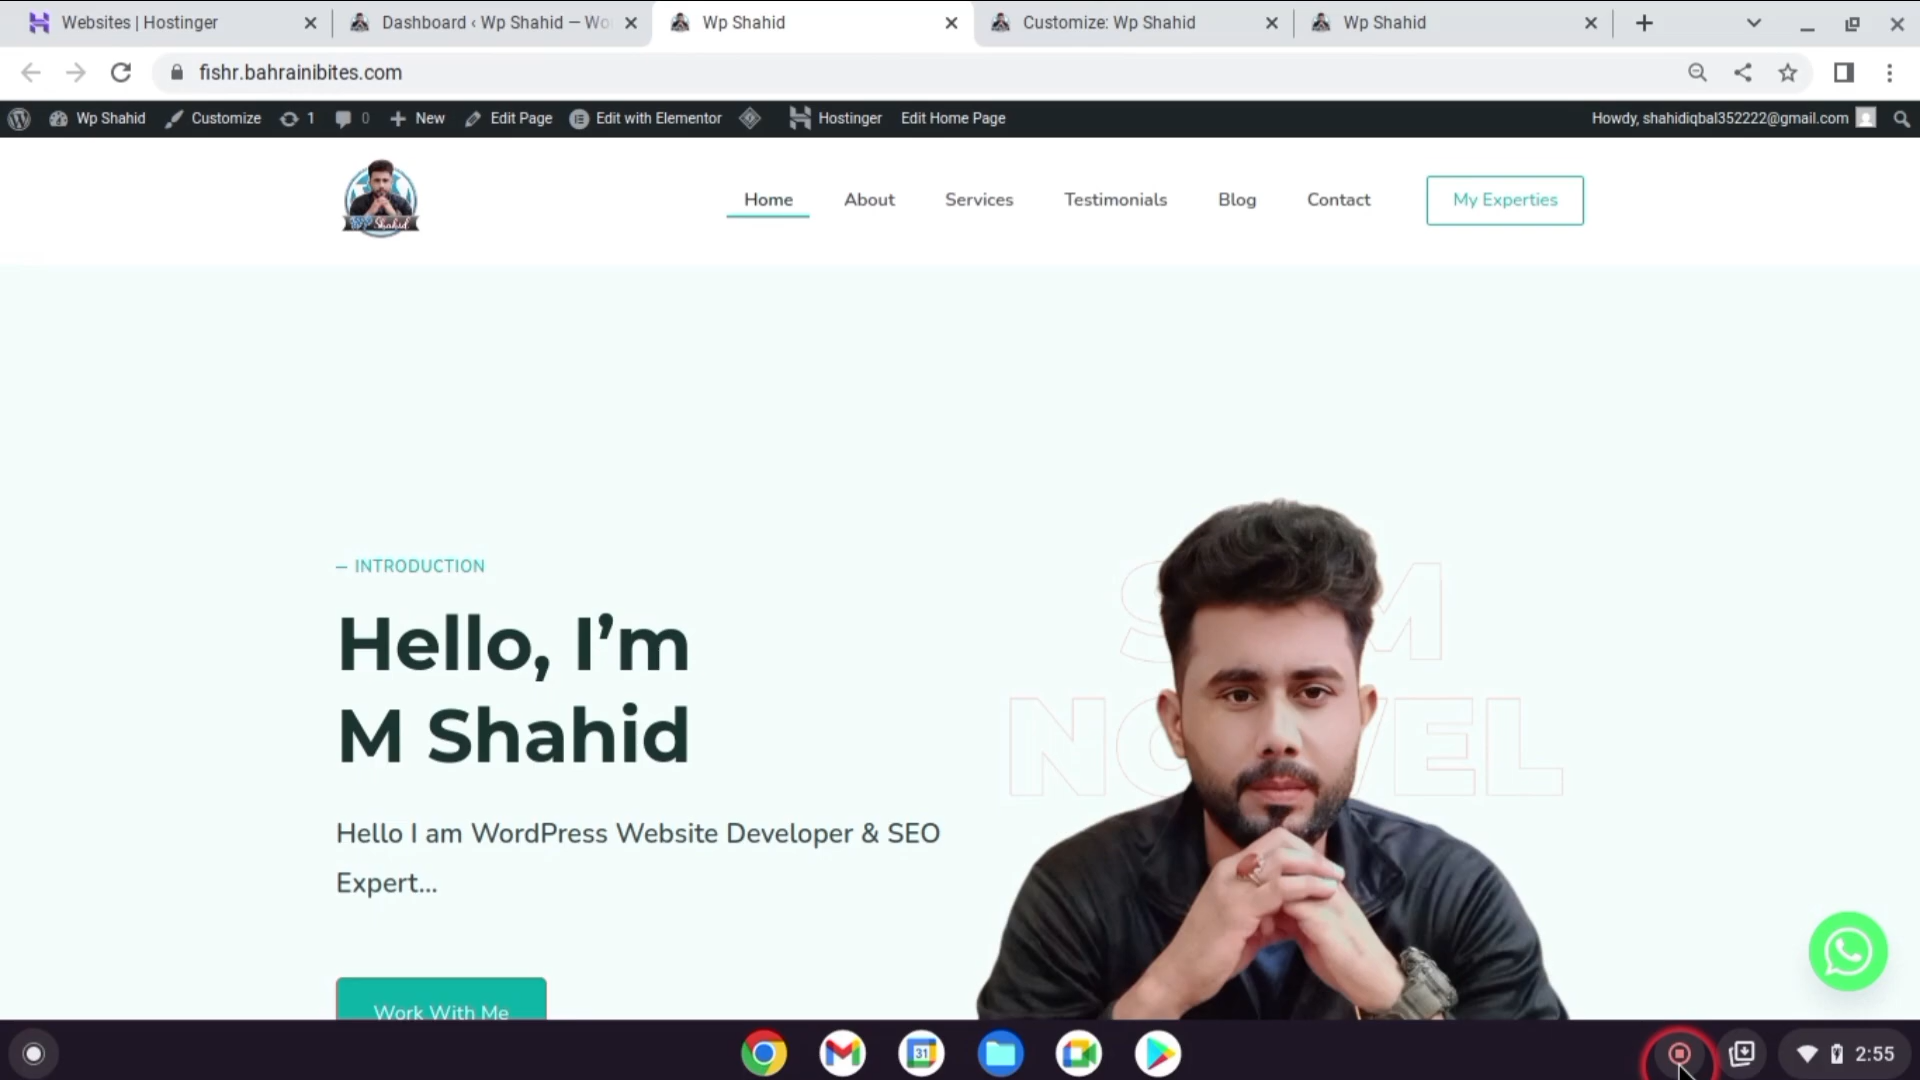 Websites | Hostinger
Dashboard ‹ Wp Shahid — Wo
Wp Shahid
Customize: Wp Shahid
Wp Shahid
fishr.bahrainibites.com
Wp Shahid
Customize
1
0
New
Edit Page
Edit with Elementor
Hostinger
Edit Home Page
Howdy, shahidiqbal352222@gmail.com
WP Shahid
Home
About
Services
Testimonials
Blog
Contact
My Experties
— INTRODUCTION
Hello, I’m
M Shahid
Hello I am WordPress Website Developer & SEO
Expert...
Work With Me
31
2:55